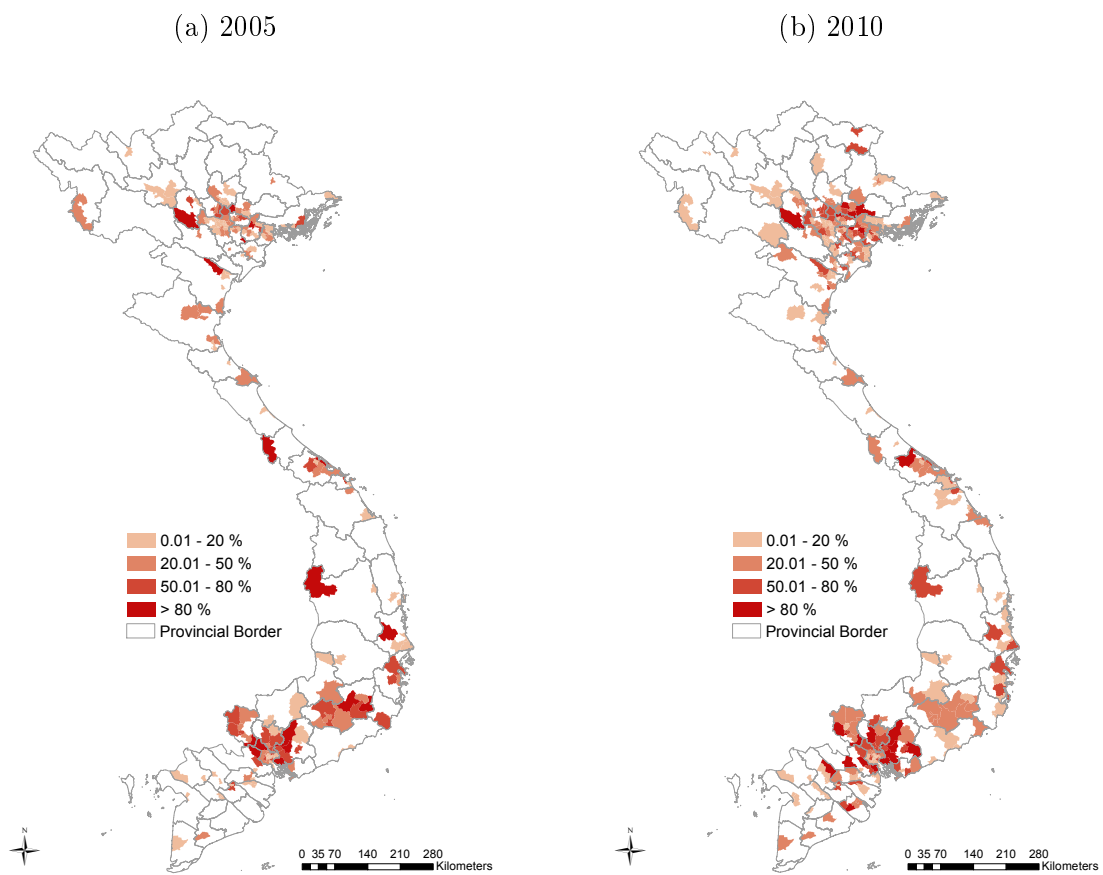 (a) 2005
(b) 2010
0.01 - 20 %
20.01 - 50 %
50.01 - 80 %
> 80 %
Provincial Border
0.01 - 20 %
20.01 - 50 %
50.01 - 80 %
> 80 %
Provincial Border
N
0 35 70 140 210 280
Kilometers
N
0 35 70 140 210 280
Kilometers